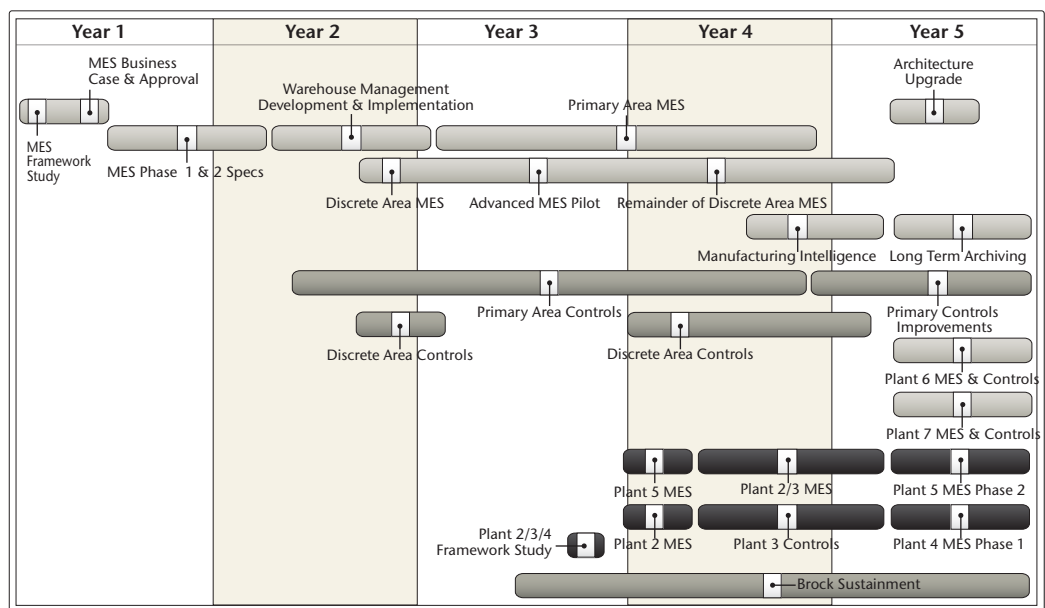 Year 1
Year 2
Year 3
Year 4
Year 5
MES Business
Case & Approval
Architecture
Upgrade
Warehouse Management
Development & Implementation
Primary Area MES
MES
Framework
Study
MES Phase 1 & 2 Specs
Discrete Area MES
Advanced MES Pilot
Remainder of Discrete Area MES
Manufacturing Intelligence
Long Term Archiving
Primary Area Controls
Primary Controls
Improvements
Discrete Area Controls
Discrete Area Controls
Plant 6 MES & Controls
Plant 7 MES & Controls
Plant 5 MES
Plant 2/3 MES
Plant 5 MES Phase 2
Plant 2/3/4
Framework Study
Plant 2 MES
Plant 3 Controls
Plant 4 MES Phase 1
Brock Sustainment